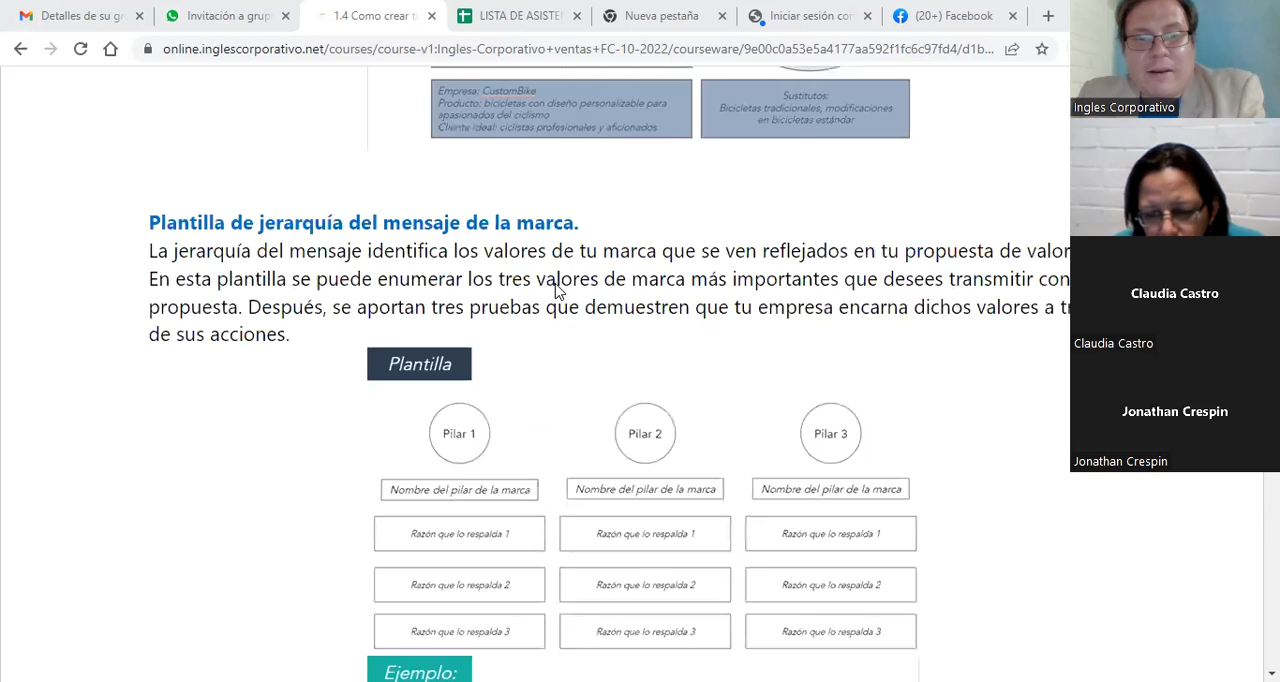 Detalles de su gr
Invitación a grup
1.4 Como crear t
LISTA DE ASISTE
Nueva pestaña
Iniciar sesión co
(20+) Facebook
online.inglescorporativo.net/courses/course-v1:Ingles-Corporativo+ventas+FC-10-2022/courseware/9e00c0a53e5a4177aa592f1fc6c97fd4/d1b...
Empresa: CustomBike
Producto: bicicletas con diseño personalizable para
apasionados del ciclismo
Cliente ideal: ciclistas profesionales y aficionados
Sustitutos:
Bicicletas tradicionales, modificaciones
en bicicletas estándar
Plantilla de jerarquía del mensaje de la marca.
La jerarquía del mensaje identifica los valores de tu marca que se ven reflejados en tu propuesta de valor
En esta plantilla se puede enumerar los tres valores de marca más importantes que desees transmitir con
propuesta. Después, se aportan tres pruebas que demuestren que tu empresa encarna dichos valores a tr
de sus acciones.
Plantilla
Pilar 1
Pilar 2
Pilar 3
Nombre del pilar de la marca
Nombre del pilar de la marca
Nombre del pilar de la marca
Razón que lo respalda 1
Razón que lo respalda 1
Razón que lo respalda 1
Razón que lo respalda 2
Razón que lo respalda 2
Razón que lo respalda 2
Razón que lo respalda 3
Razón que lo respalda 3
Razón que lo respalda 3
Ejemplo:
Ingles Corporativo
Claudia Castro
Claudia Castro
Jonathan Crespin
Jonathan Crespin